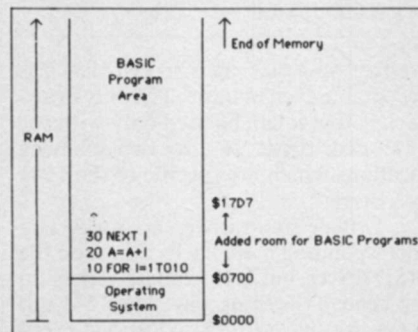 BASIC
Program
Area
End of Memory
RAM
$17D7
30 NEXT I
20 A=A+I
10 FOR I=1TO10
Added room for BASIC Programs
$0700
Operating
System
$0000